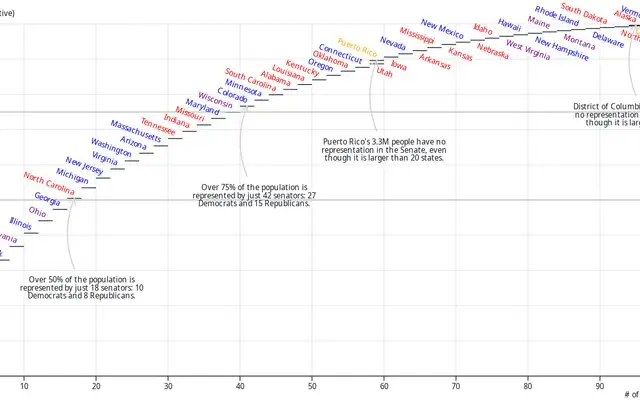 tive)
Vermo
South Dakota
Alaska
Rhode Island
Hawaii
Maine
No
Idaho
New Mexico
Montana
Delaware
Mississippi
West Virginia
New Hampshire
Nevada
Nebraska
Puerto Rico
Kansas
Connecticut
Arkansas
Oklahoma
Iowa
Oregon
Utah
Kentucky
Louisiana
Alabama
South Carolina
Minnesota
Colorado
Wisconsin
Maryland
Missouri
Indiana
Tennessee
Massachusetts
Arizona
Washington
Virginia
New Jersey
Michigan
North Carolina
Georgia
Ohio
Illinois
vania
District of Columb
no representation
though it is larg
Puerto Rico's 3.3M people have no
representation in the Senate, even
though it is larger than 20 states.
Over 75% of the population is
represented by just 42 senators: 27
Democrats and 15 Republicans.
Over 50% of the population is
represented by just 18 senators: 10
Democrats and 8 Republicans.
10 20 30 40 50 60 70 80 90
# of